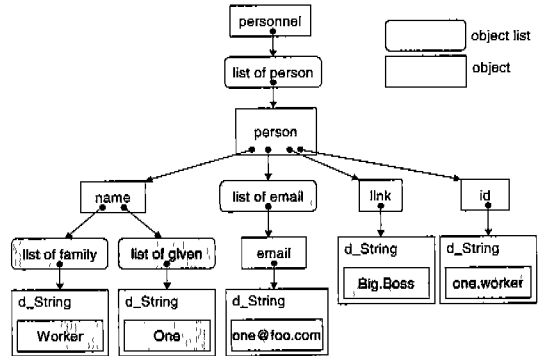 personnel
object list
list of person
object
person
name
list of email
link
id
list of family
list of given
email
d_String
Big.Boss
d_String
one.worker
d_String
Worker
d_String
One
d_String
one@foo.com